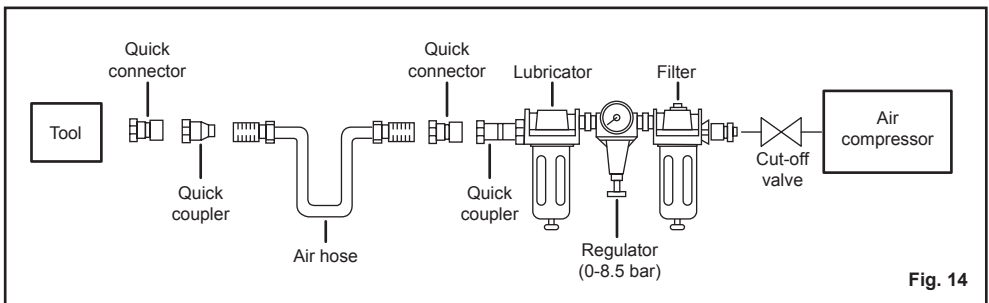 Quick
connector
Quick
connector
Lubricator
Filter
Tool
Air
compressor
Cut-off
valve
Quick
coupler
Quick
coupler
Air hose
Regulator
(0-8.5 bar)
Fig. 14